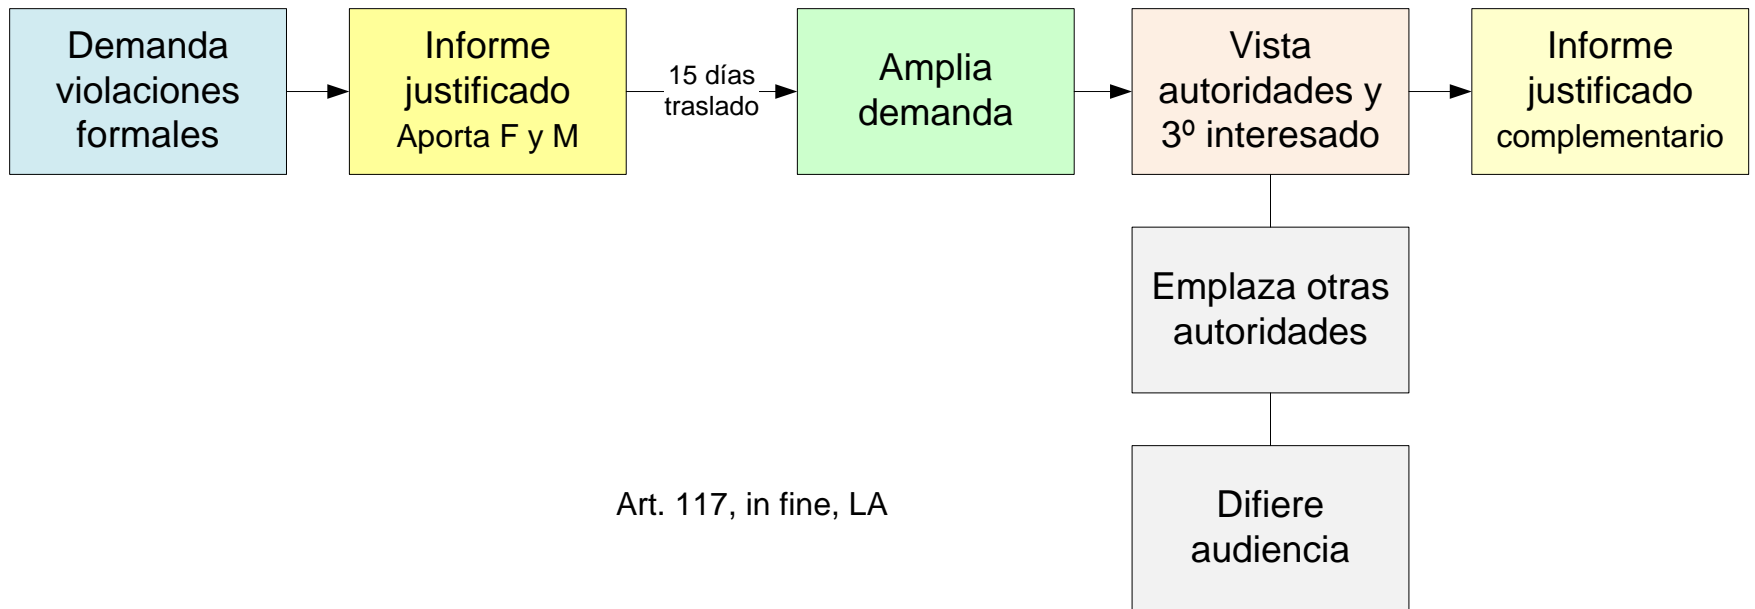 Demanda
violaciones
formales
Informe
justificado
Aporta F y M
15 días
traslado
Amplia
demanda
Vista
autoridades y
3º interesado
Informe
justificado
complementario
Emplaza otras
autoridades
Difiere
audiencia
Art. 117, in fine, LA